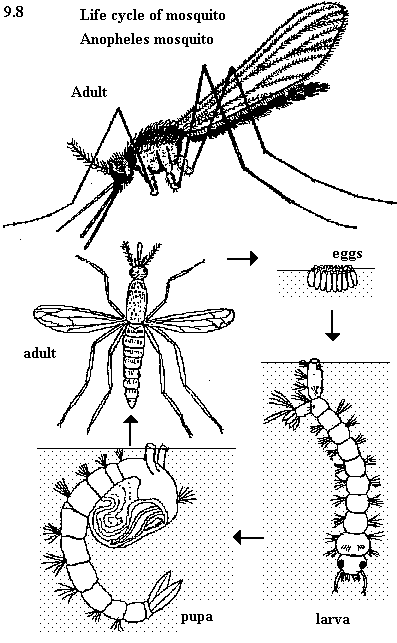 9.8
Life cycle of mosquito
Anopheles mosquito
Adult
eggs
adult
pupa
larva